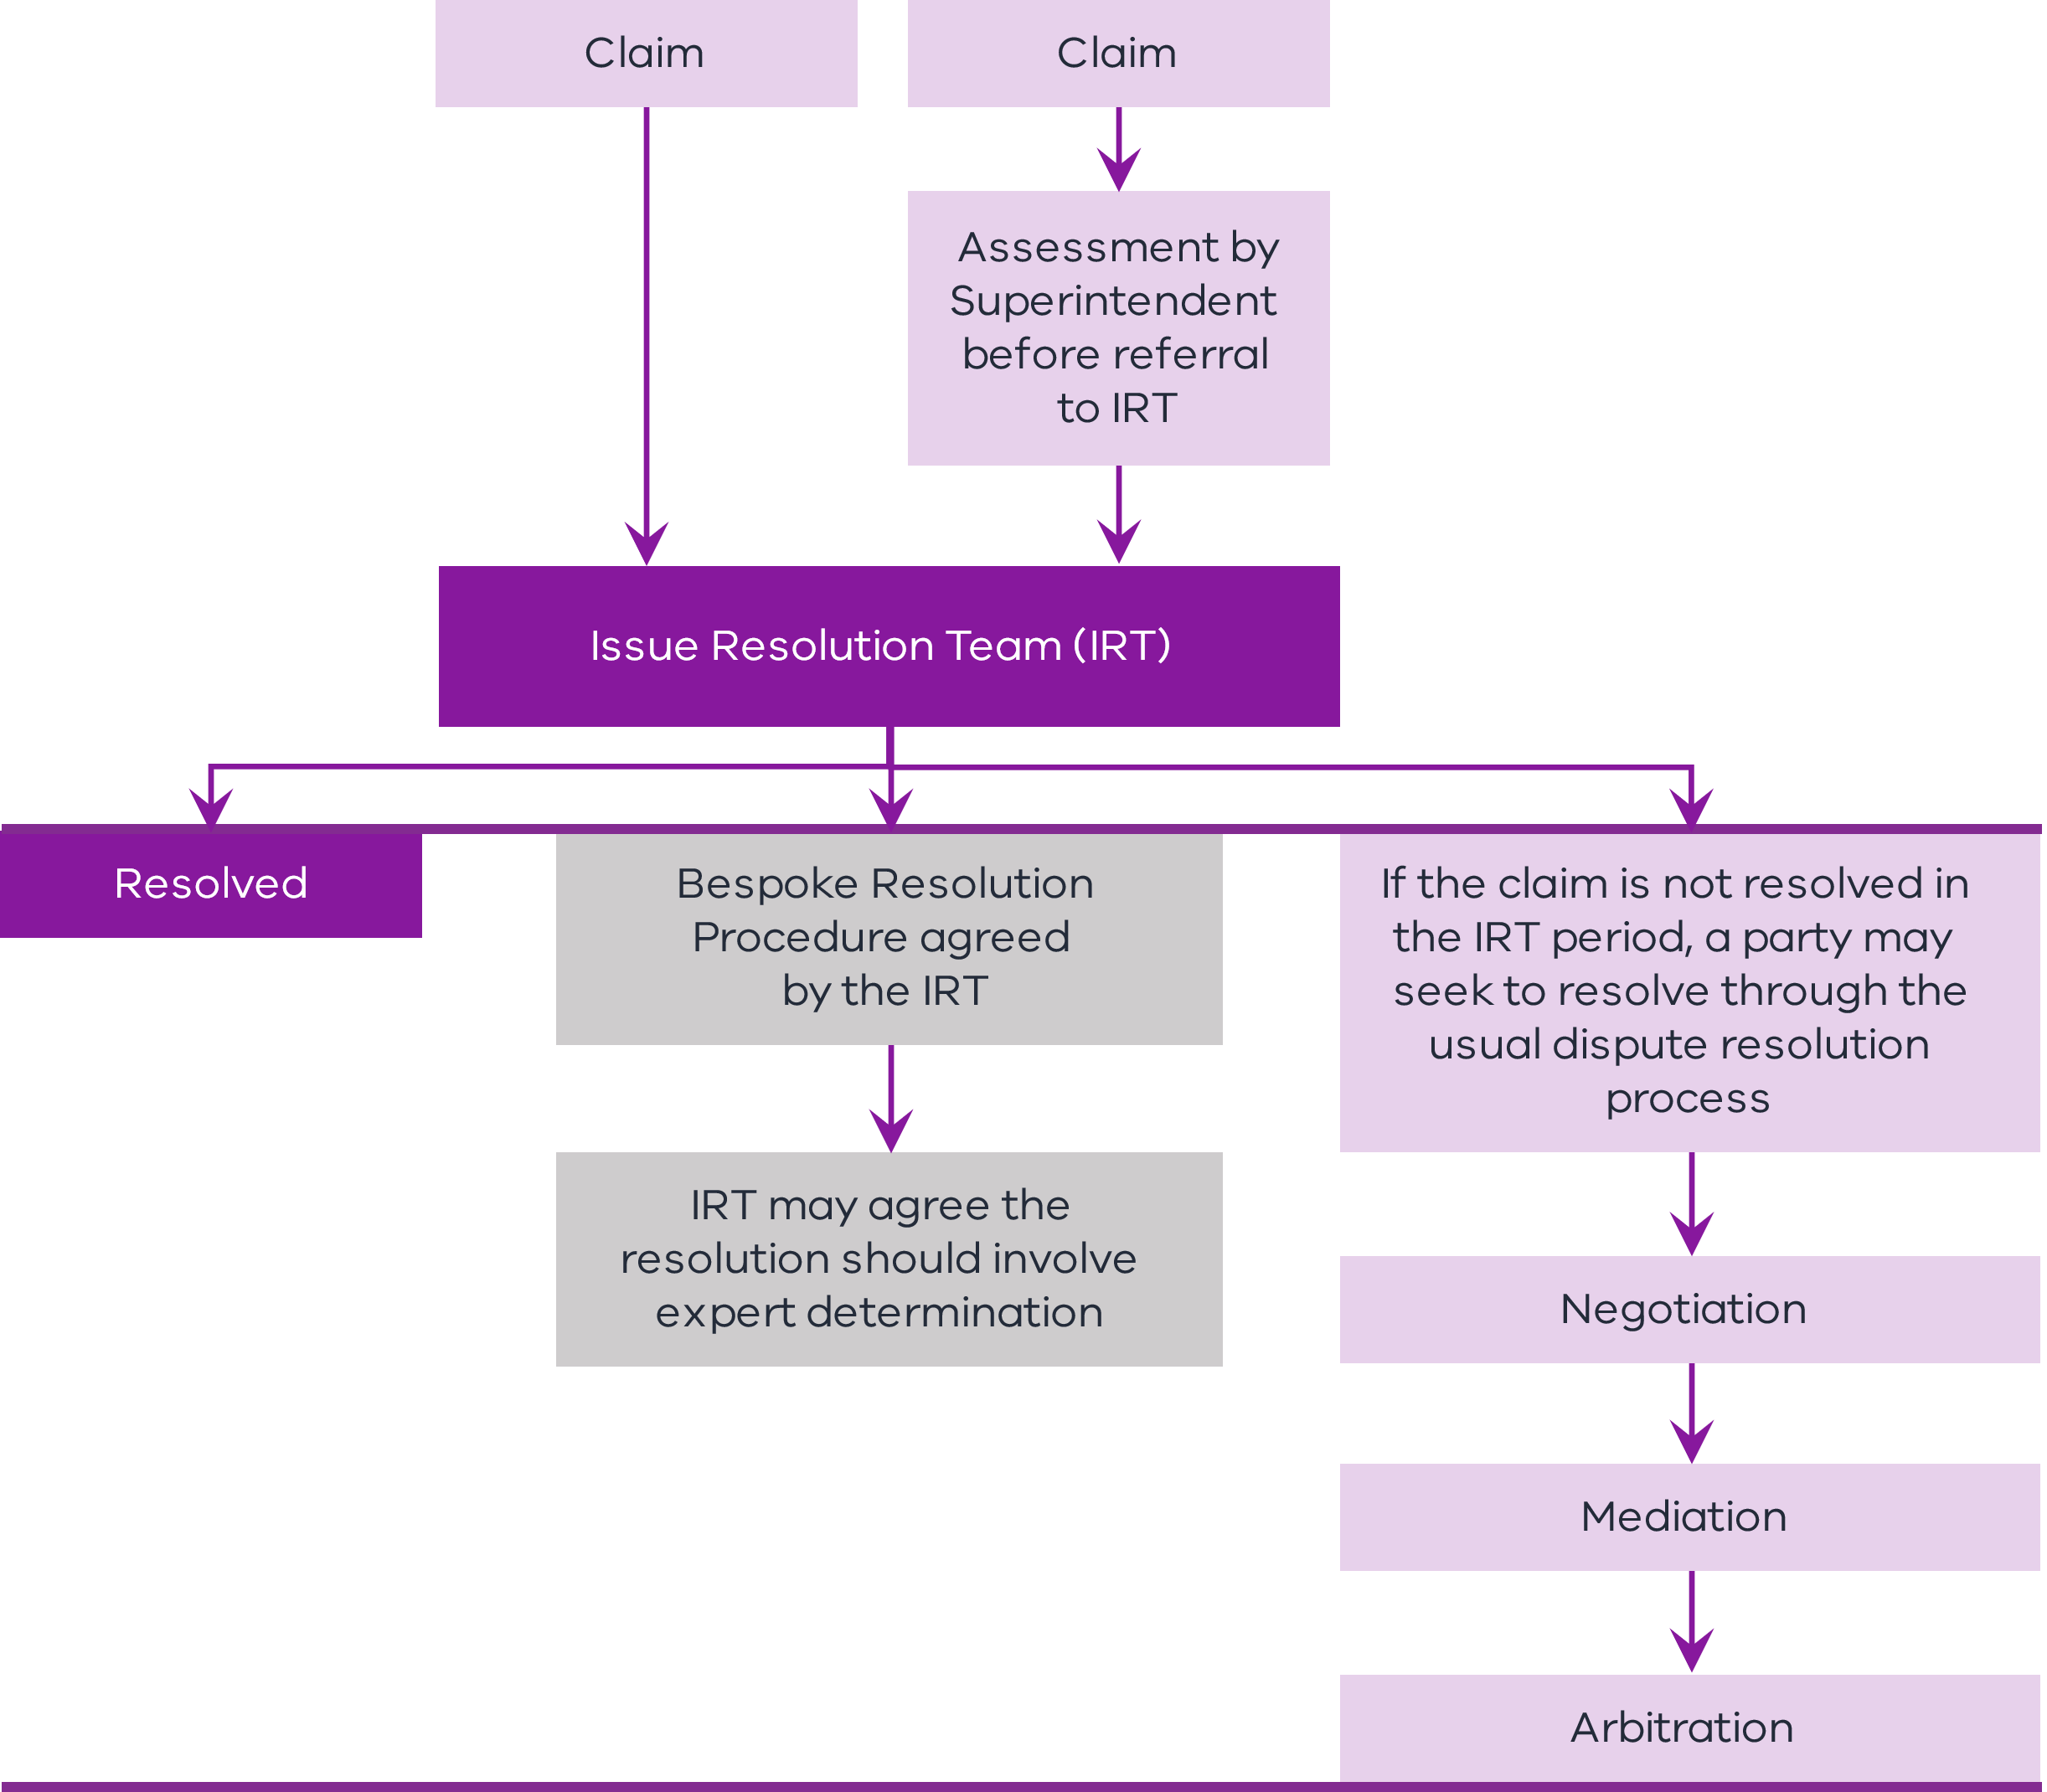 Claim
Claim
Assessment by
Superintendent
before referral
to IRT
Issue Resolution Team (IRT)
Resolved
Bespoke Resolution
Procedure agreed
by the IRT
IRT may agree the
resolution should involve
expert determination
If the claim is not resolved in
the IRT period, a party may
seek to resolve through the
usual dispute resolution
process
Negotiation
Mediation
Arbitration